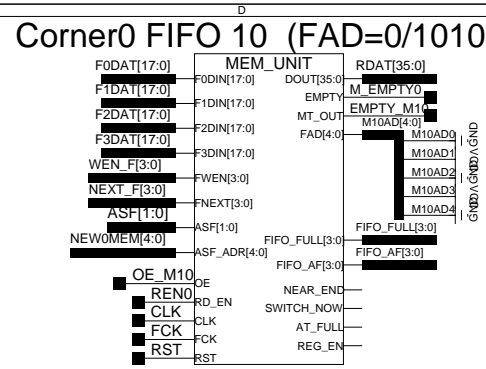 D
Corner0 FIFO 10 (FAD=0/1010
MEM_UNIT
F0DAT[17:0] F0DIN[17:0] DOUT[35:0] RDAT[35:0]
F1DAT[17:0] F1DIN[17:0] EMPTY M_EMPTY0
F2DAT[17:0] F2DIN[17:0] MT_OUT EMPTY_M10
F3DAT[17:0] F3DIN[17:0] FAD[4:0] M10AD[4:0]
M10AD0
M10AD1
M10AD2
M10AD3
M10AD4
WEN_F[3:0] FWEN[3:0]
NEXT_F[3:0] FNEXT[3:0]
ASF[1:0] ASF[1:0] FIFO_FULL[3:0] FIFO_FULL[3:0]
NEW0MEM[4:0] ASF_ADR[4:0] FIFO_AF[3:0] FIFO_AF[3:0]
OE_M10 OE NEAR_END
REN0 RD_EN SWITCH_NOW
CLK CLK AT_FULL
FCK FCK REG_EN
RST RST
GND
GND